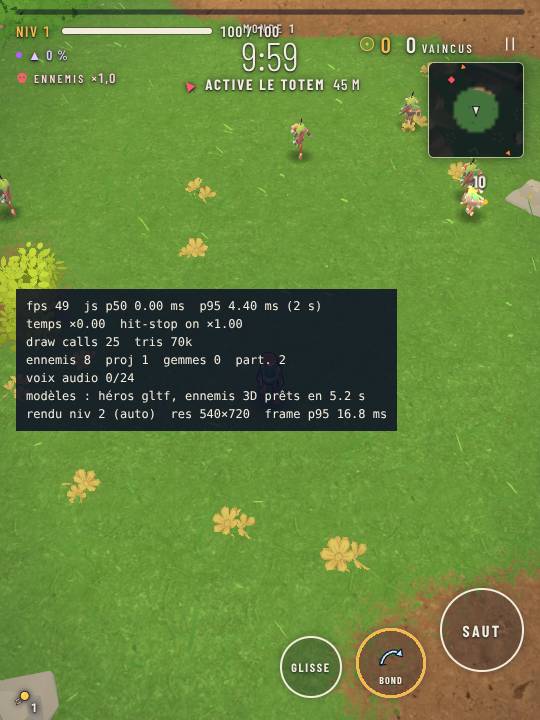 NIV 1
100/100
MONDE 1
9:59
0 0 VAINCUS
▲ 0 %
ENNEMIS ×1,0
ACTIVE LE TOTEM 45 M
10
fps 49 js p50 0.00 ms p95 4.40 ms (2 s)
temps ×0.00 hit-stop on ×1.00
draw calls 25 tris 70k
ennemis 8 proj 1 gemmes 0 part. 2
voix audio 0/24
modèles : héros gltf, ennemis 3D prêts en 5.2 s
rendu niv 2 (auto) res 540×720 frame p95 16.8 ms
SAUT
GLISSE
BOND
1